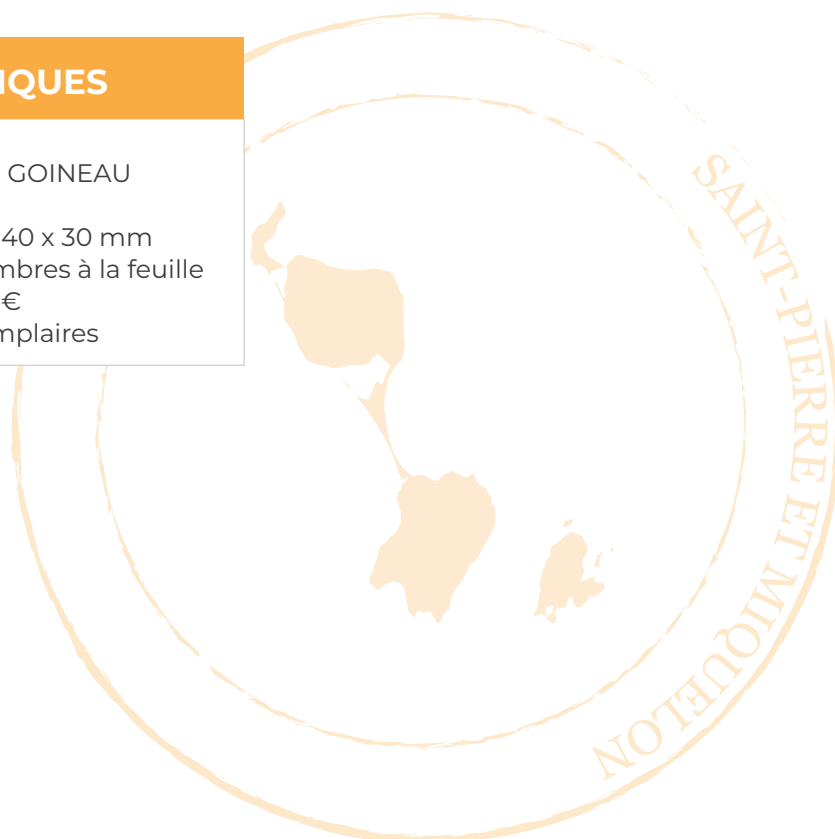 IQUES
GOINEAU
40 x 30 mm
mbres à la feuille
€
mplaires
SAINT-PIERRE ET MIQUELON